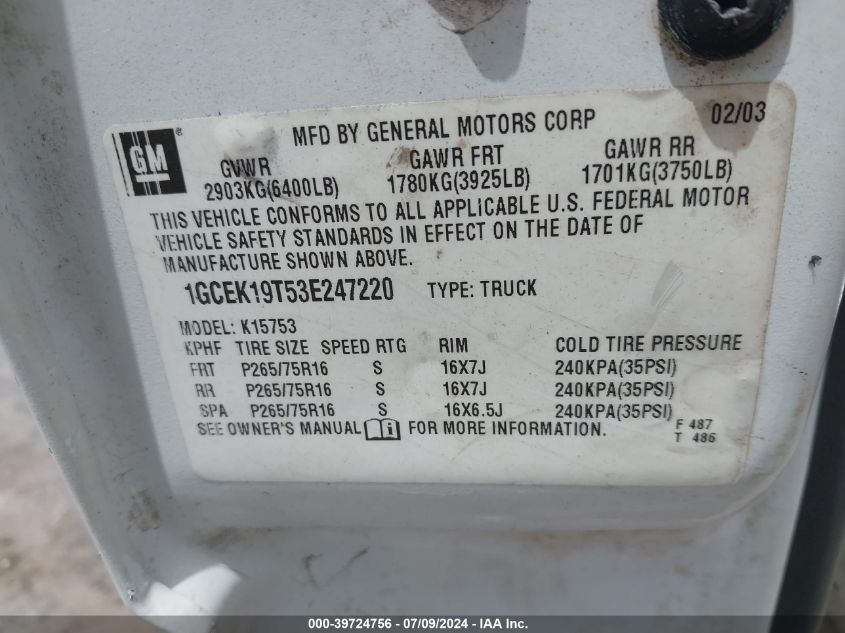 MFD BY GENERAL MOTORS CORP 02/03
GM®
GVWR GAWR FRT GAWR RR
2903KG(6400LB) 1780KG(3925LB) 1701KG(3750LB)
THIS VEHICLE CONFORMS TO ALL APPLICABLE U.S. FEDERAL MOTOR
VEHICLE SAFETY STANDARDS IN EFFECT ON THE DATE OF
MANUFACTURE SHOWN ABOVE.
1GCEK19T53E247220 TYPE: TRUCK
MODEL: K15753
KPHF TIRE SIZE SPEED RTG RIM COLD TIRE PRESSURE
FRT P265/75R16 S 16X7J 240KPA(35PSI)
RR P265/75R16 S 16X7J 240KPA(35PSI)
SPA P265/75R16 S 16X6.5J 240KPA(35PSI)
SEE OWNER'S MANUAL FOR MORE INFORMATION.
F 487
T 486
000-39724756 - 07/09/2024 - IAA Inc.